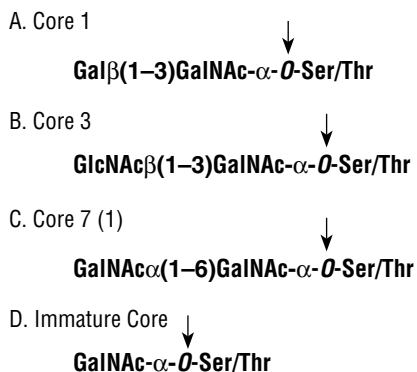 A. Core 1
Galβ(1–3)GalNAc-α-O-Ser/Thr
B. Core 3
GlcNAcβ(1–3)GalNAc-α-O-Ser/Thr
C. Core 7 (1)
GalNAcα(1–6)GalNAc-α-O-Ser/Thr
D. Immature Core
GalNAc-α-O-Ser/Thr